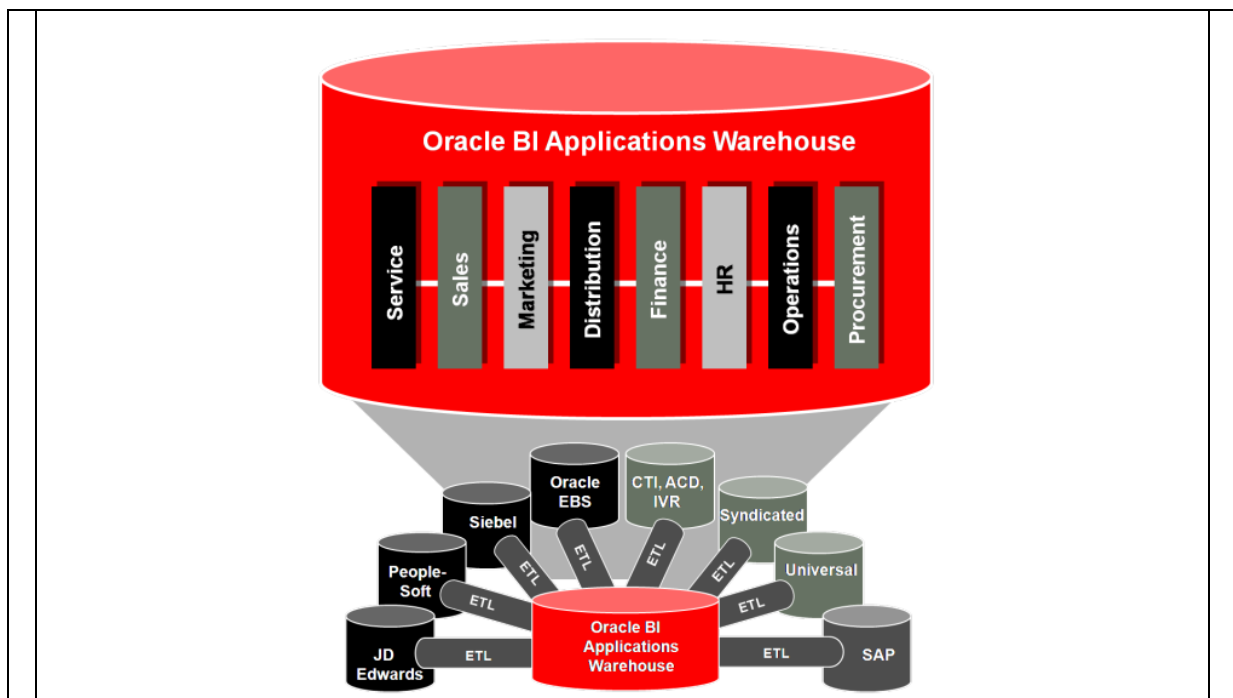 Oracle BI Applications Warehouse
Service
Sales
Marketing
Distribution
Finance
HR
Operations
Procurement
Oracle
EBS
CTI, ACD,
IVR
Siebel
Syndicated
People-
Soft
Universal
JD
Edwards
SAP
ETL
ETL
ETL
ETL
ETL
ETL
ETL
ETL
Oracle BI
Applications
Warehouse